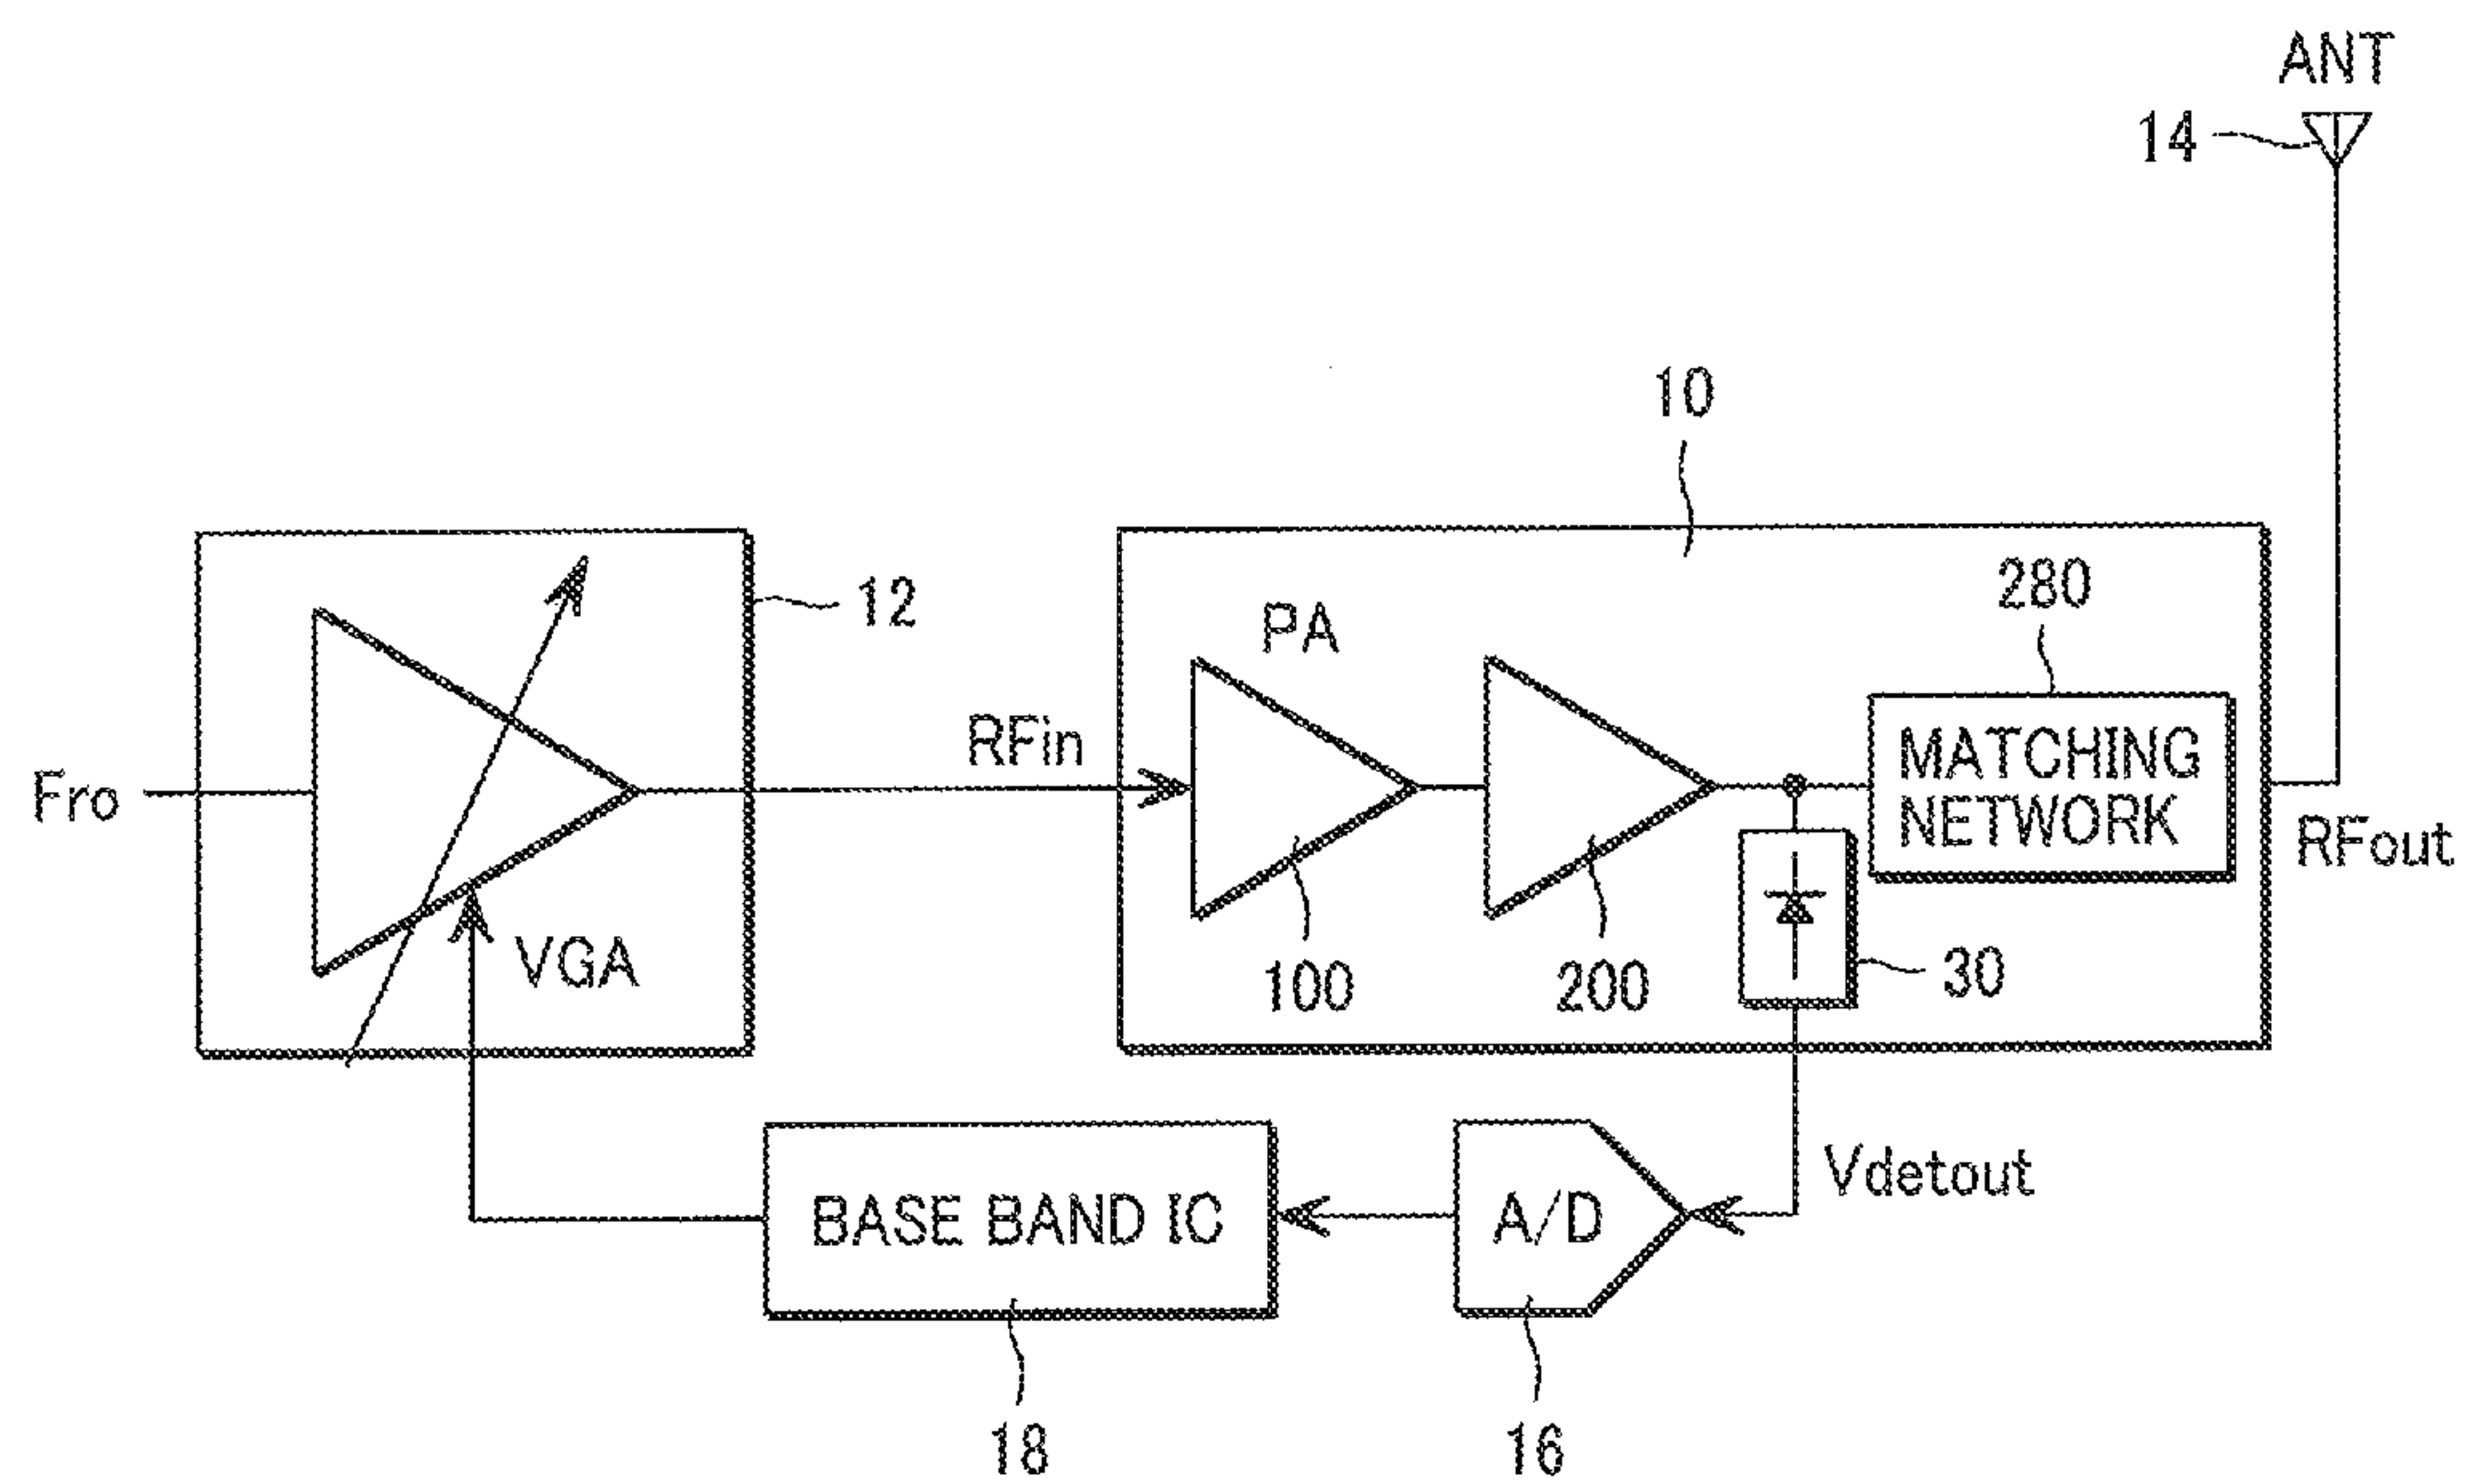 ANT
14
10
12
280
PA
RFin
MATCHING
NETWORK
Fro
RFout
VGA
100
200
30
Vdetout
BASE BAND IC
A/D
18
16